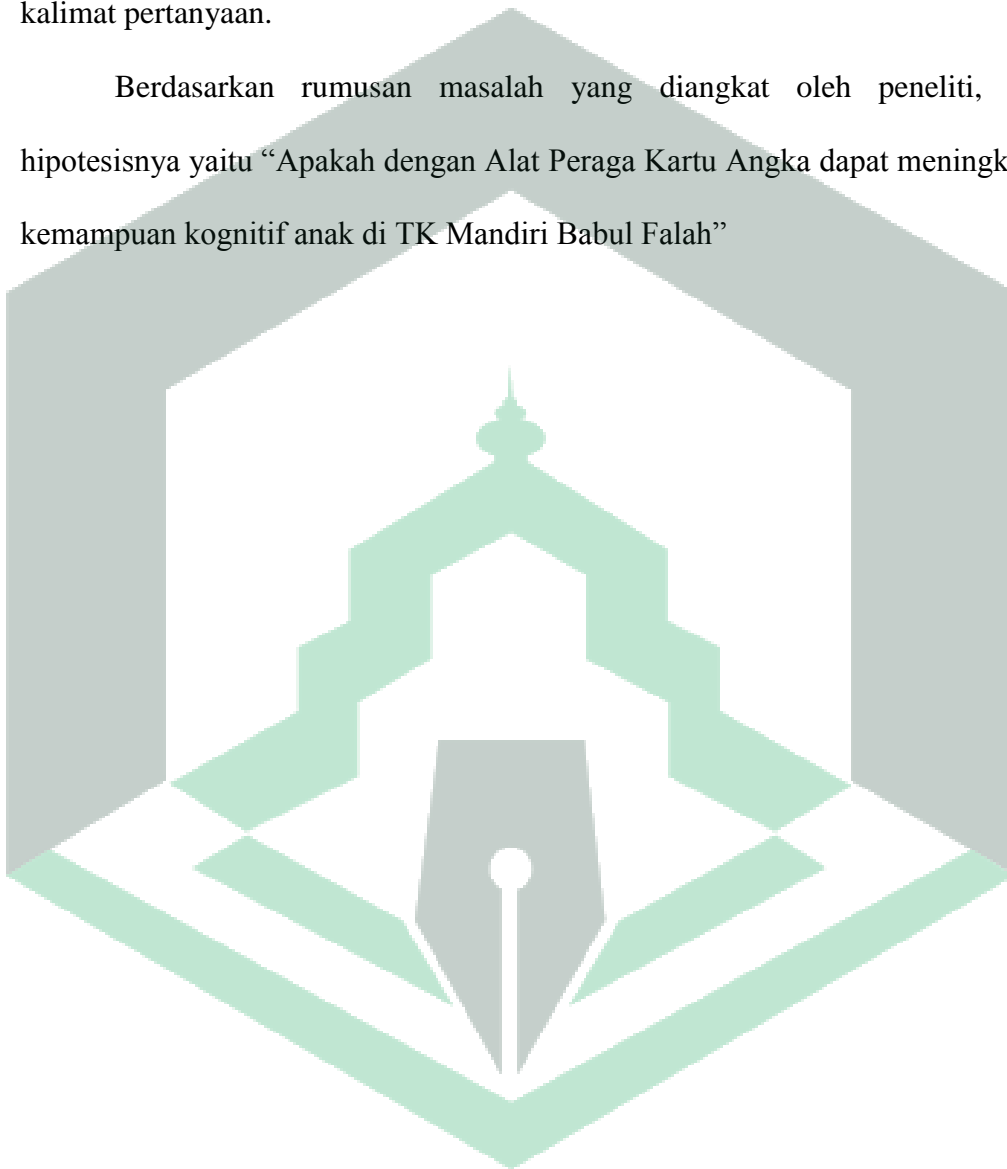 kalimat pertanyaan.
Berdasarkan rumusan masalah yang diangkat oleh peneliti,
hipotesisnya yaitu “Apakah dengan Alat Peraga Kartu Angka dapat meningk
kemampuan kognitif anak di TK Mandiri Babul Falah”